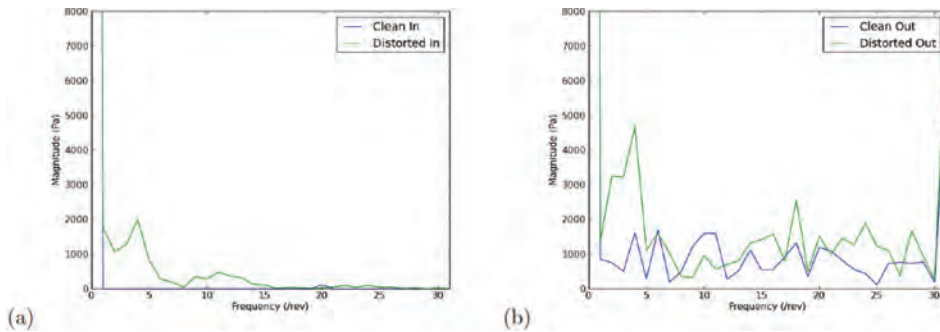 8000
7000
6000
5000
4000
3000
2000
1000
0
Magnitude (Pa)
Clean In
Distorted In
0 5 10 15 20 25 30
Frequency (/rev)
(a)
8000
7000
6000
5000
4000
3000
2000
1000
0
Magnitude (Pa)
Clean Out
Distorted Out
0 5 10 15 20 25 30
Frequency (/rev)
(b)